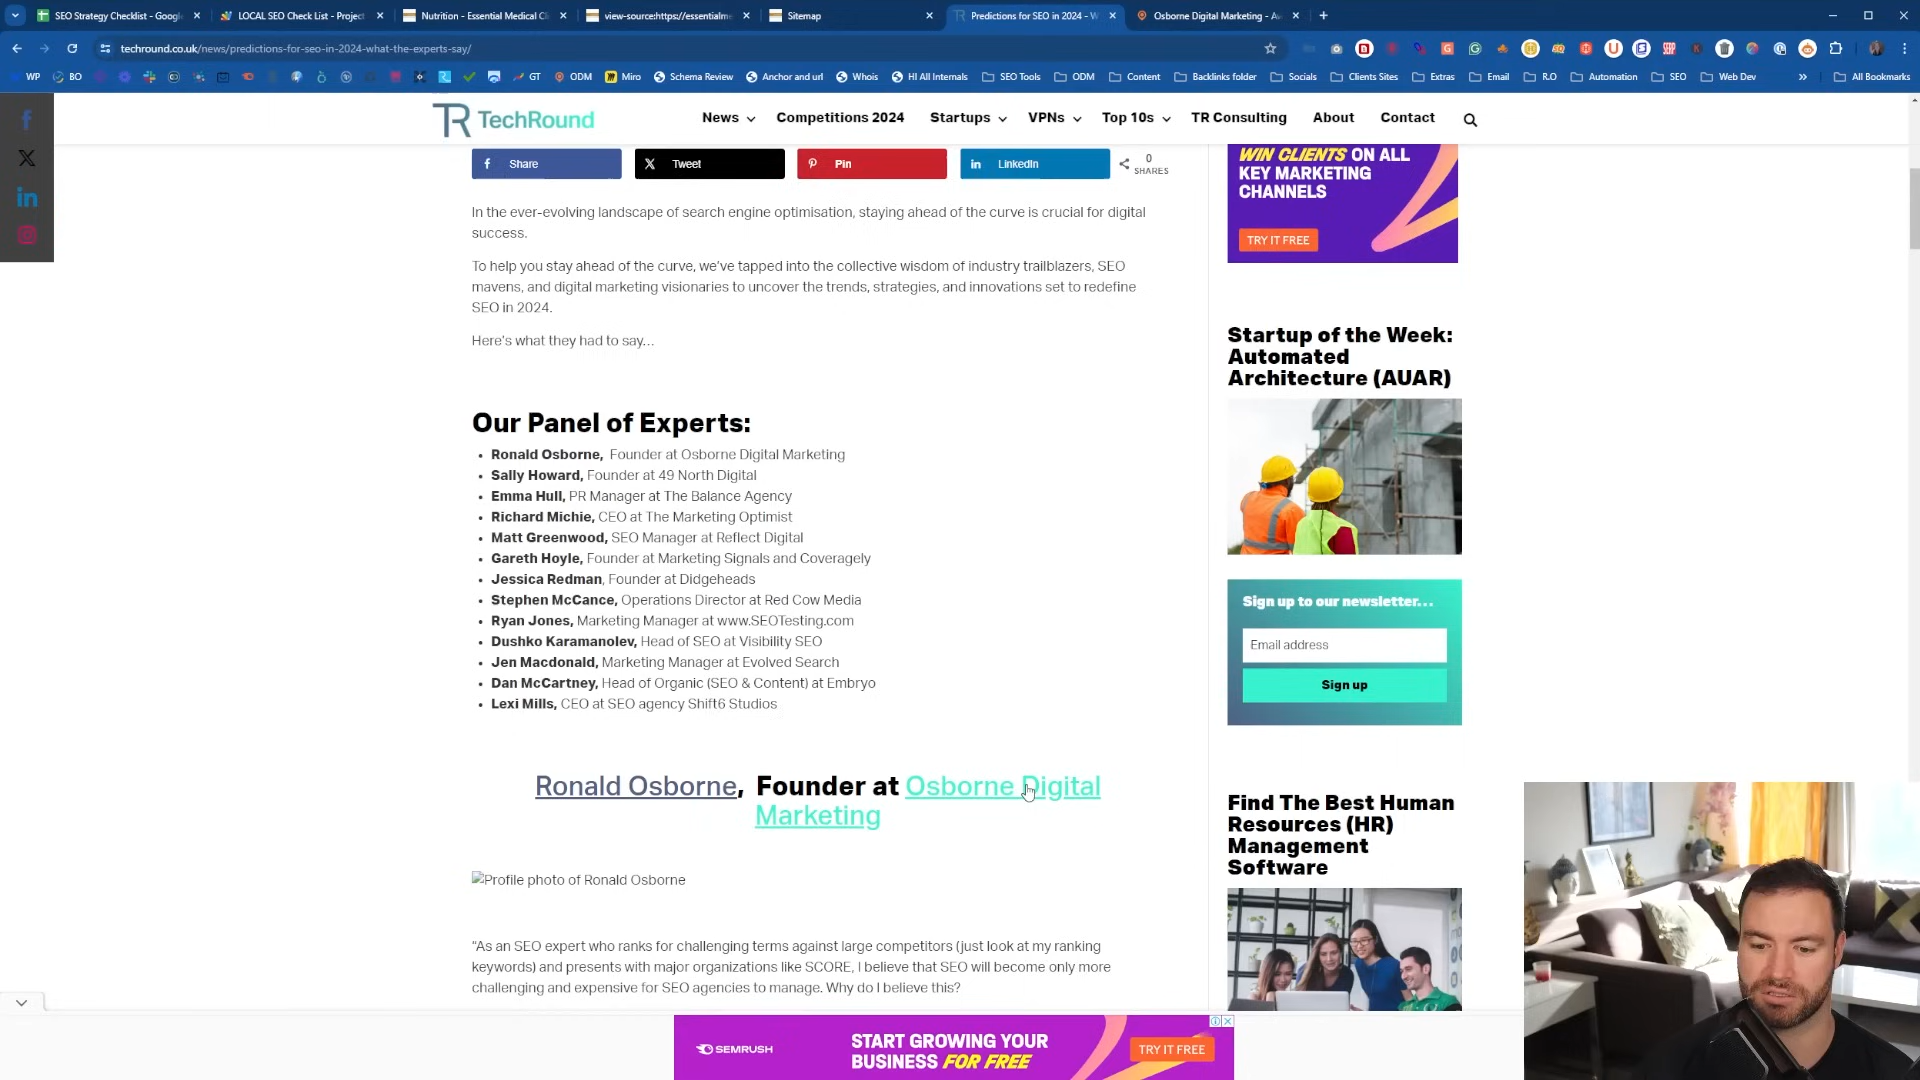 SEO Strategy Checklist - Googl
LOCAL SEO Check List - Project
Nutrition - Essential Medical Cli
view-source:https://essentialme
Sitemap
Predictions for SEO in 2024 - W
Osborne Digital Marketing - Aw
techround.co.uk/news/predictions-for-seo-in-2024-what-the-experts-say/
WP
BO
GT
ODM
Miro
Schema Review
Anchor and url
Whois
HI All Internals
SEO Tools
ODM
Content
Backlinks folder
Socials
Clients Sites
Extras
Email
R.O
Automation
SEO
Web Dev
All Bookmarks
TR TechRound
News
Competitions 2024
Startups
VPNs
Top 10s
TR Consulting
About
Contact
Share
Tweet
Pin
LinkedIn
0
SHARES
In the ever-evolving landscape of search engine optimisation, staying ahead of the curve is crucial for digital
success.
To help you stay ahead of the curve, we've tapped into the collective wisdom of industry trailblazers, SEO
mavens, and digital marketing visionaries to uncover the trends, strategies, and innovations set to redefine
SEO in 2024.
Here's what they had to say…
Our Panel of Experts:
• Ronald Osborne, Founder at Osborne Digital Marketing
• Sally Howard, Founder at 49 North Digital
• Emma Hull, PR Manager at The Balance Agency
• Richard Michie, CEO at The Marketing Optimist
• Matt Greenwood, SEO Manager at Reflect Digital
• Gareth Hoyle, Founder at Marketing Signals and Coveragely
• Jessica Redman, Founder at Didgeheads
• Stephen McCance, Operations Director at Red Cow Media
• Ryan Jones, Marketing Manager at www.SEOTesting.com
• Dushko Karamanolev, Head of SEO at Visibility SEO
• Jen Macdonald, Marketing Manager at Evolved Search
• Dan McCartney, Head of Organic (SEO & Content) at Embryo
• Lexi Mills, CEO at SEO agency Shift6 Studios
Ronald Osborne, Founder at Osborne Digital
Marketing
Profile photo of Ronald Osborne
"As an SEO expert who ranks for challenging terms against large competitors (just look at my ranking
keywords) and presents with major organizations like SCORE, I believe that SEO will become only more
challenging and expensive for SEO agencies to manage. Why do I believe this?
WIN CLIENTS ON ALL
KEY MARKETING
CHANNELS
TRY IT FREE
Startup of the Week:
Automated
Architecture (AUAR)
Sign up to our newsletter...
Email address
Sign up
Find The Best Human
Resources (HR)
Management
Software
SEMRUSH
START GROWING YOUR
BUSINESS FOR FREE
TRY IT FREE